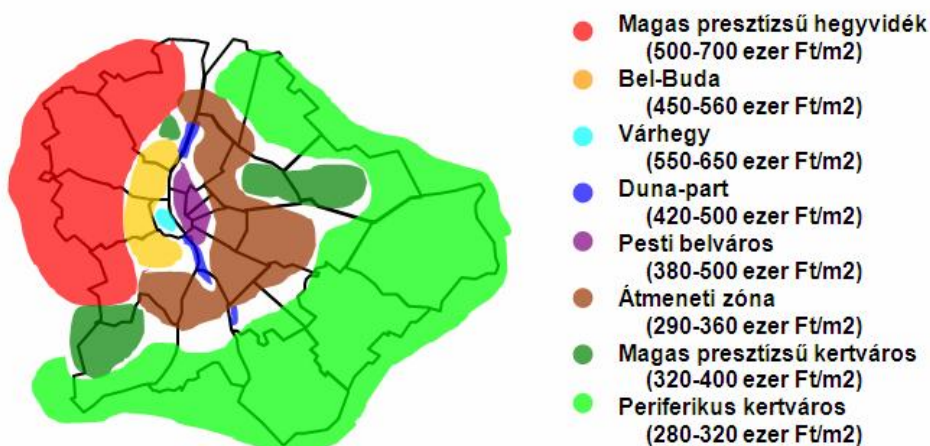 Magas presztízsű hegyvidék
(500-700 ezer Ft/m2)
Bel-Buda
(450-560 ezer Ft/m2)
Várhegy
(550-650 ezer Ft/m2)
Duna-part
(420-500 ezer Ft/m2)
Pesti belváros
(380-500 ezer Ft/m2)
Átmeneti zóna
(290-360 ezer Ft/m2)
Magas presztízsű kertváros
(320-400 ezer Ft/m2)
Periferikus kertváros
(280-320 ezer Ft/m2)